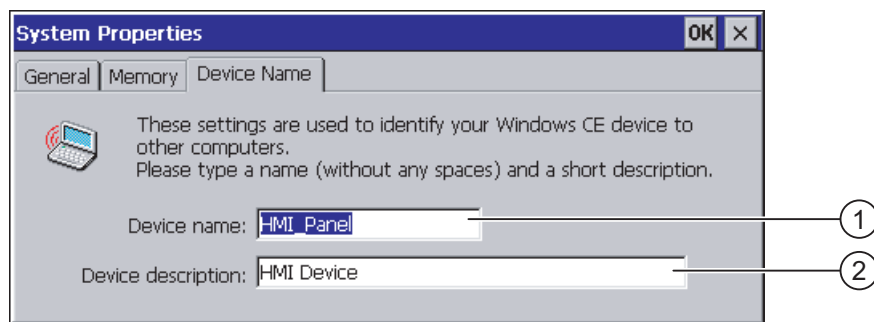 System Properties OK ×
General Memory Device Name
These settings are used to identify your Windows CE device to
other computers.
Please type a name (without any spaces) and a short description.
Device name: HMI_Panel 1
Device description: HMI Device 2